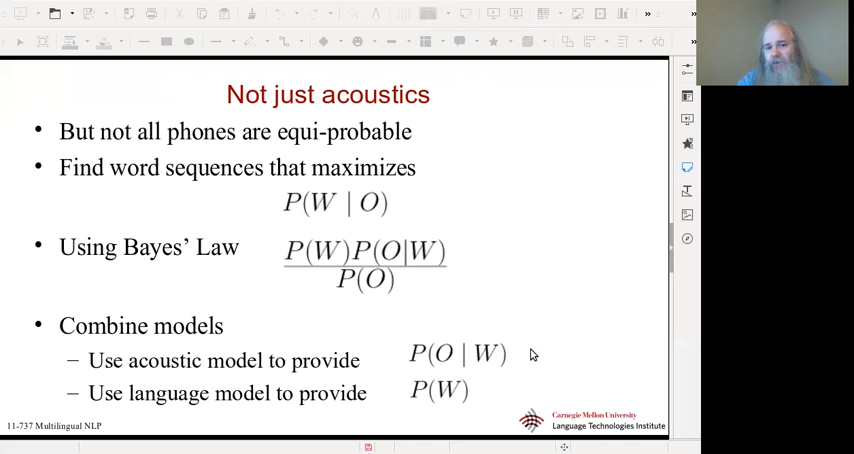 Not just acoustics
• But not all phones are equi-probable
• Find word sequences that maximizes
P(W | O)
• Using Bayes’ Law
P(W)P(O|W)
P(O)
• Combine models
– Use acoustic model to provide P(O | W)
– Use language model to provide P(W)
11-737 Multilingual NLP
Carnegie Mellon University
Language Technologies Institute